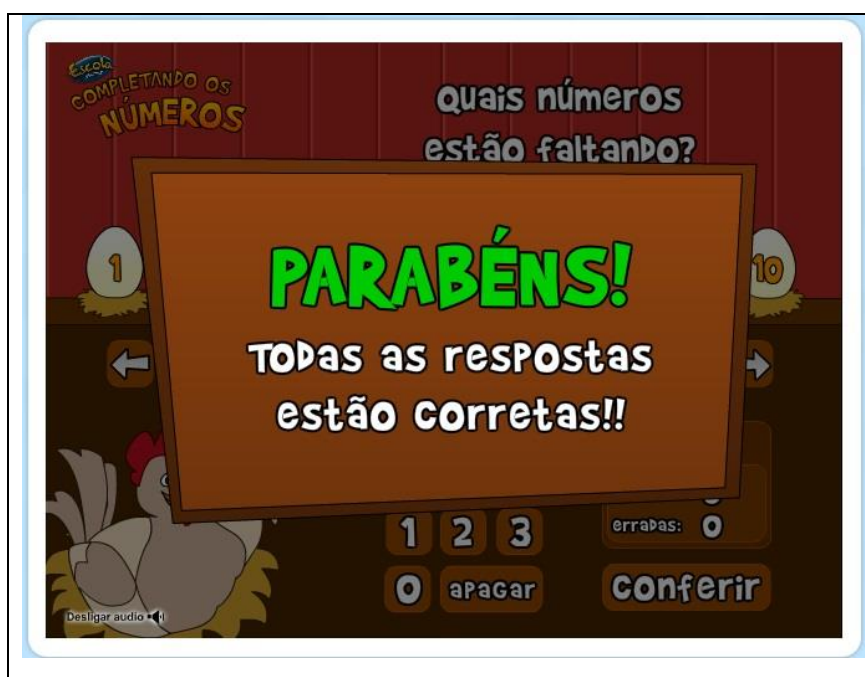 Escola
COMPLETANDO OS
NÚMEROS
Quais números
estão faltando?
1
10
PARABÉNS!
Todas as respostas
estão corretas!!
1 2 3
erradas: 0
0 apagar
conferir
Desligar audio